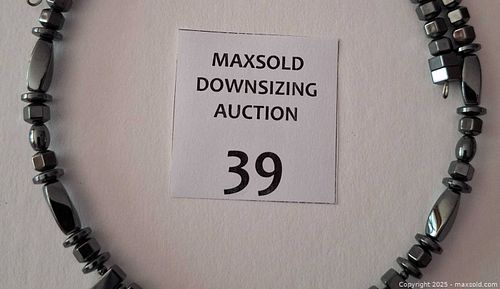 MAXSOLD
DOWNSIZING
AUCTION
39
Copyright 2025 - maxsold.com